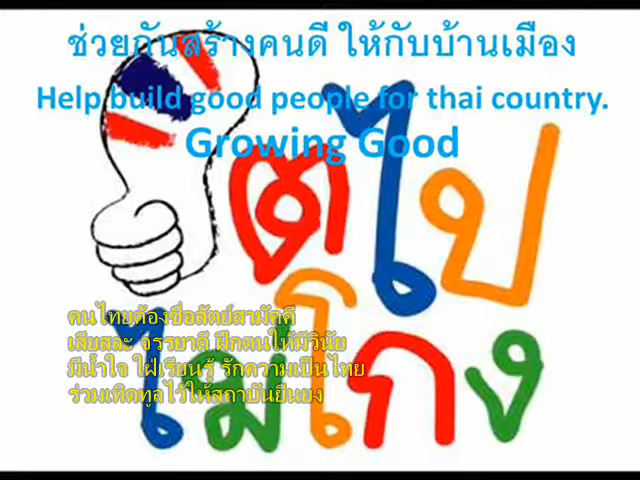 ช่วยกันสร้างคนดี ให้กับบ้านเมือง
Help build good people for thai country.
Growing Good
โตไป
ไม่โกง
คนไทยต้องซื่อสัตย์สามัคคี
เสียสละ จรรยาดี ฝึกตนให้มีวินัย
มีน้ำใจ ใฝ่เรียนรู้ รักความเป็นไทย
ร่วมเทิดทูลไว้ให้สถาบันยืนยง